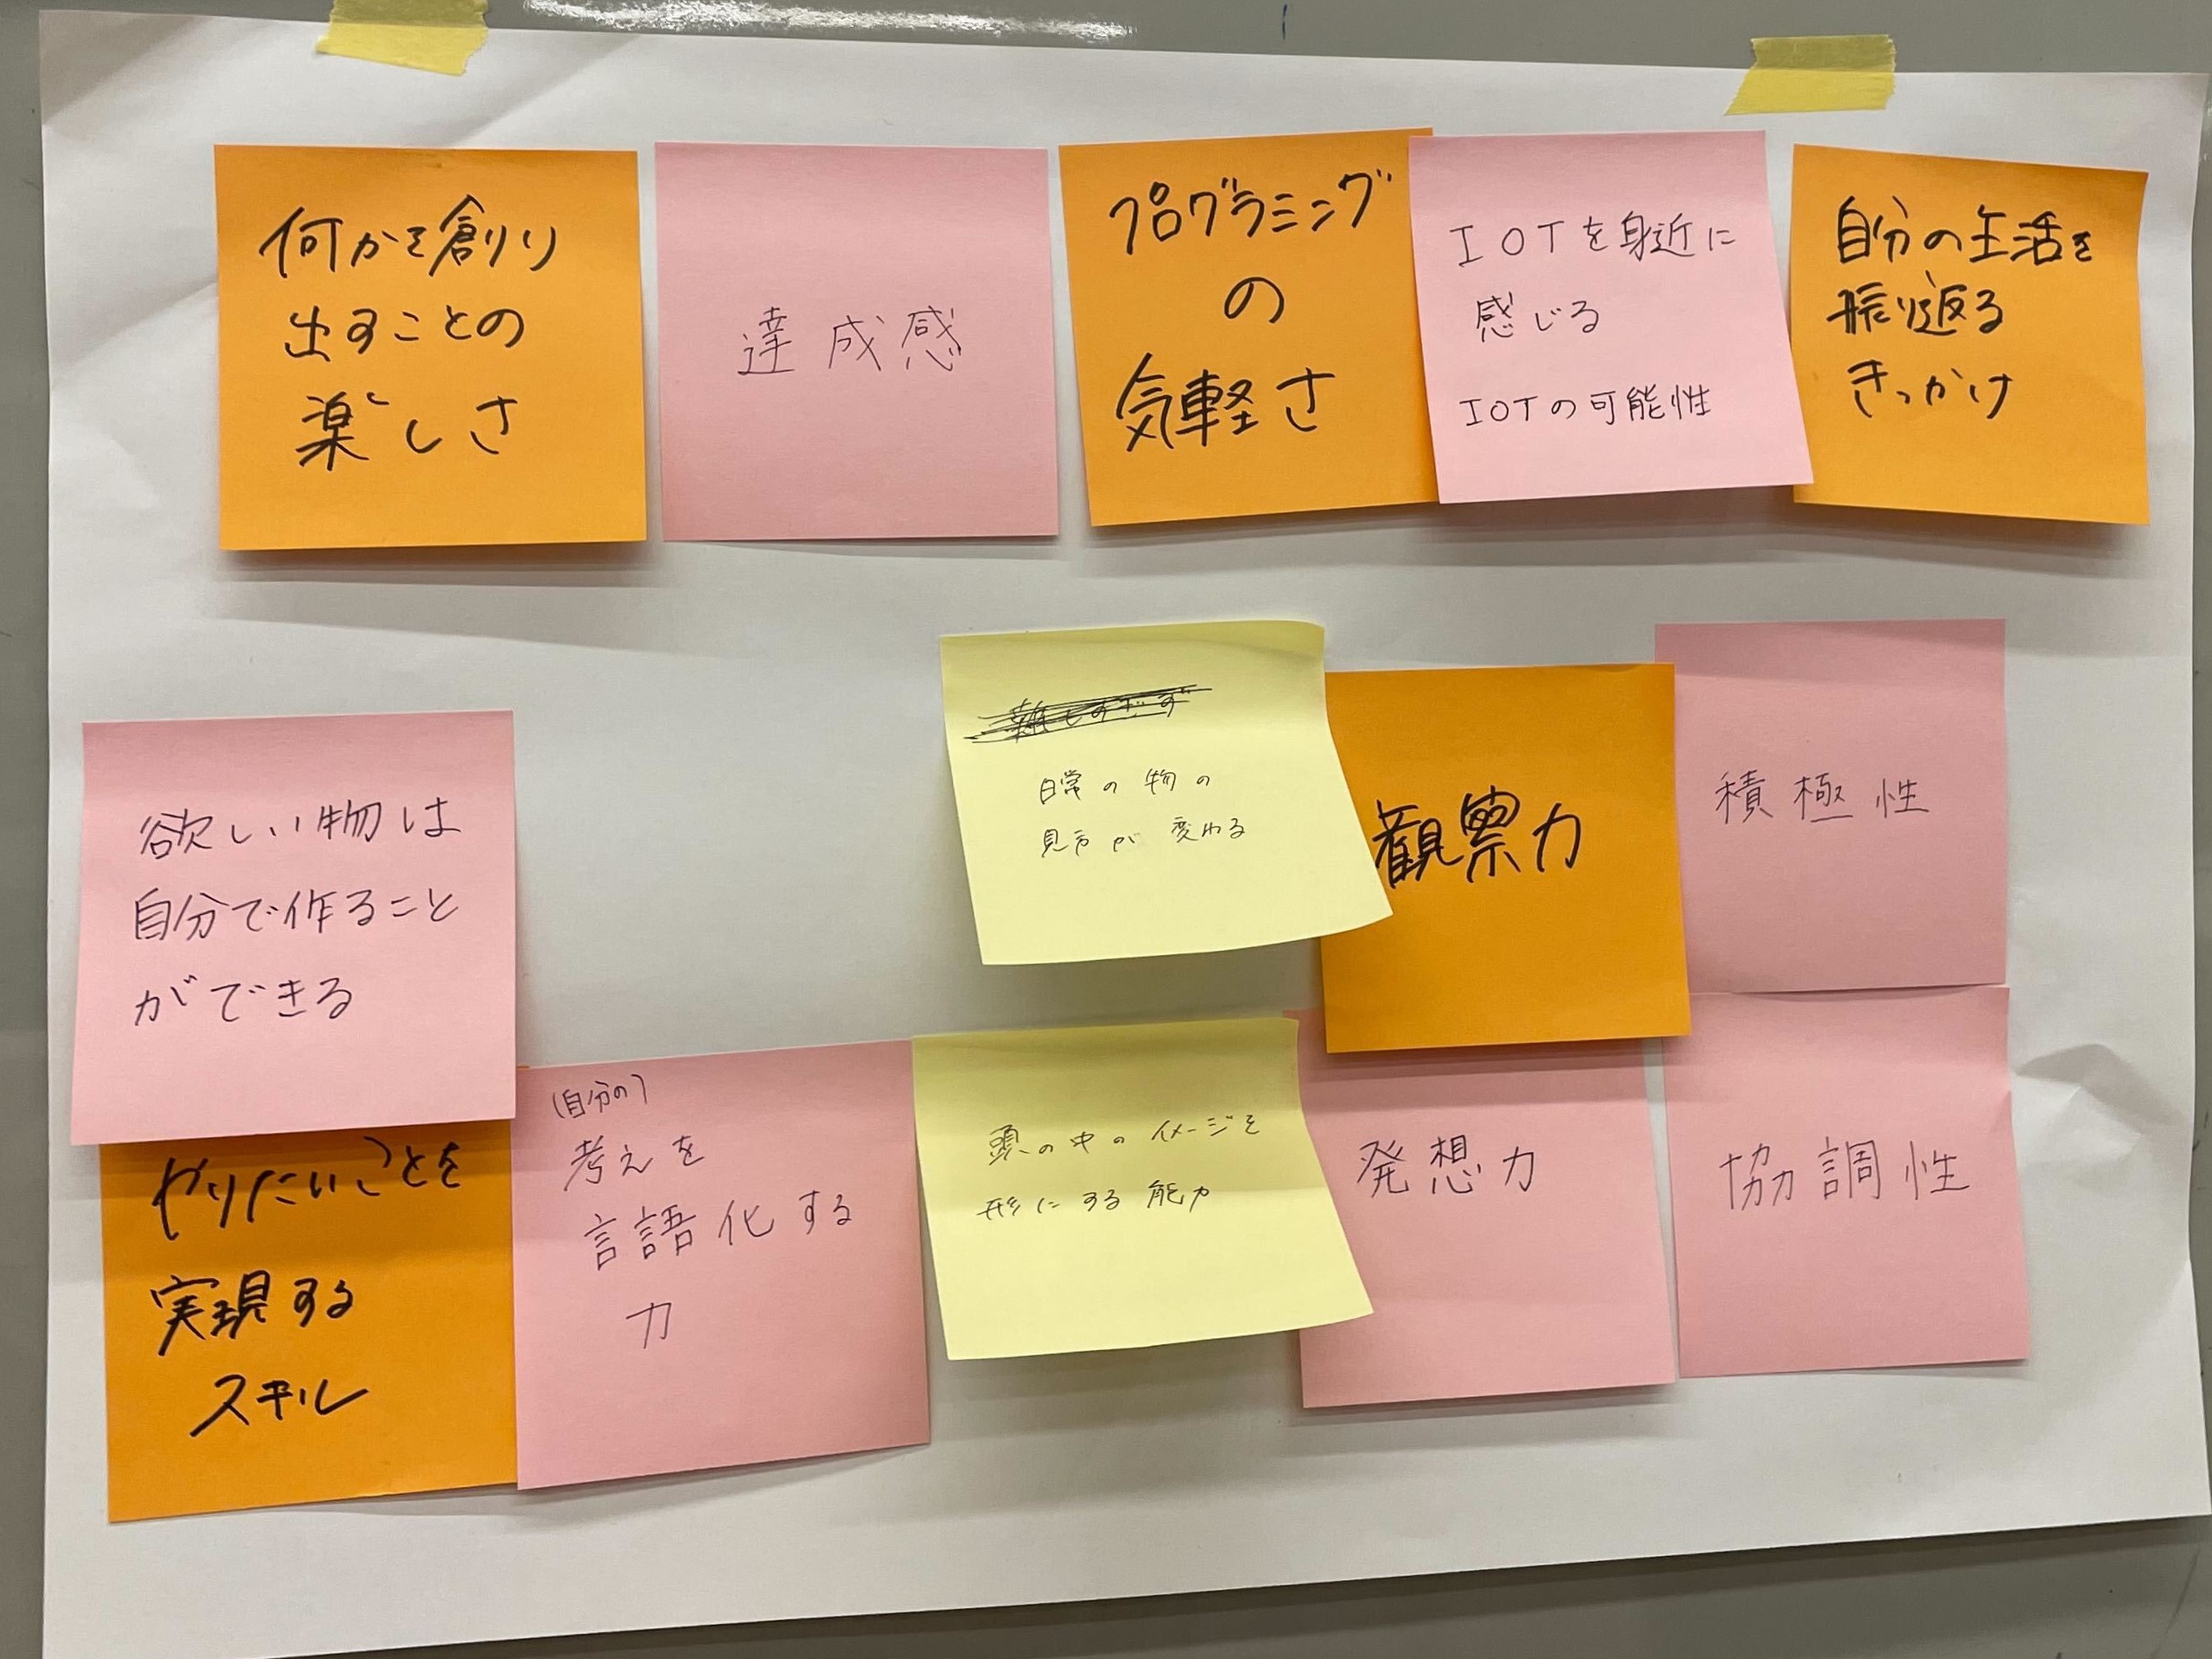 何かを創り
出すことの
楽しさ
達成感
プログラミング
の
気軽さ
IOTを身近に
感じる
IOTの可能性
自分の生活を
振り返る
きっかけ
欲しい物は
自分で作ること
ができる
日常の物の
見方が変わる
観察力
積極性
やりたいことを
実現する
スキル
(自分の)
考えを
言語化する
力
頭の中のイメージを
形にする能力
発想力
協調性